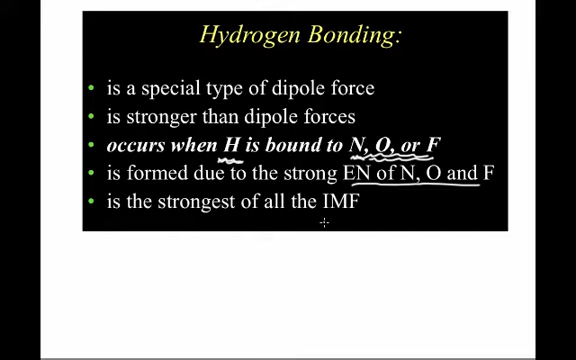 Hydrogen Bonding:
• is a special type of dipole force
• is stronger than dipole forces
• occurs when H is bound to N, O, or F
• is formed due to the strong EN of N, O and F
• is the strongest of all the IMF